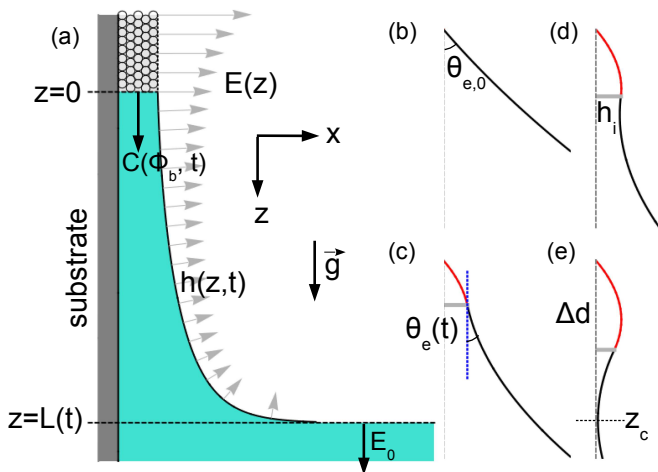 (a)
z=0
E(z)
C(Φb, t)
x
z
g
h(z,t)
substrate
z=L(t)
E0
(b)
θe,0
(c)
θe(t)
(d)
hi
(e)
Δd
zc